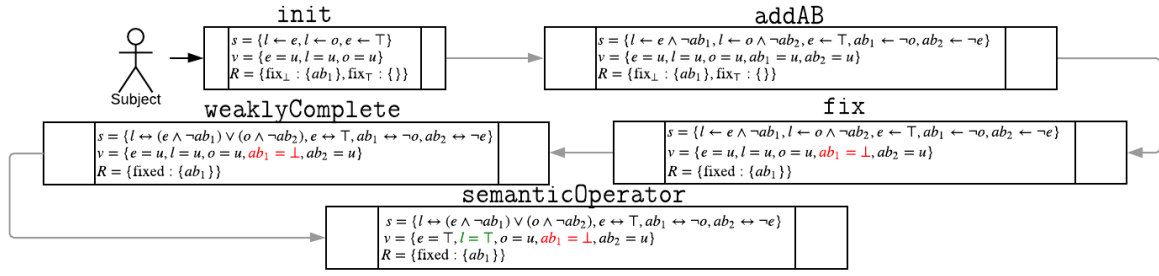 init
s = {l ← e, l ← o, e ← ⊤}
v = {e = u, l = u, o = u}
R = {fix⊥ : {ab₁}, fix⊤ : {}}
Subject
addAB
s = {l ← e ∧ ¬ab₁, l ← o ∧ ¬ab₂, e ← ⊤, ab₁ ← ¬o, ab₂ ← ¬e}
v = {e = u, l = u, o = u, ab₁ = u, ab₂ = u}
R = {fix⊥ : {ab₁}, fix⊤ : {}}
fix
s = {l ← e ∧ ¬ab₁, l ← o ∧ ¬ab₂, e ← ⊤, ab₁ ← ¬o, ab₂ ← ¬e}
v = {e = u, l = u, o = u, ab₁ = ⊥, ab₂ = u}
R = {fixed : {ab₁}}
weaklyComplete
s = {l ↔ (e ∧ ¬ab₁) ∨ (o ∧ ¬ab₂), e ↔ ⊤, ab₁ ↔ ¬o, ab₂ ↔ ¬e}
v = {e = u, l = u, o = u, ab₁ = ⊥, ab₂ = u}
R = {fixed : {ab₁}}
semanticOperator
s = {l ↔ (e ∧ ¬ab₁) ∨ (o ∧ ¬ab₂), e ↔ ⊤, ab₁ ↔ ¬o, ab₂ ↔ ¬e}
v = {e = ⊤, l = ⊤, o = u, ab₁ = ⊥, ab₂ = u}
R = {fixed : {ab₁}}